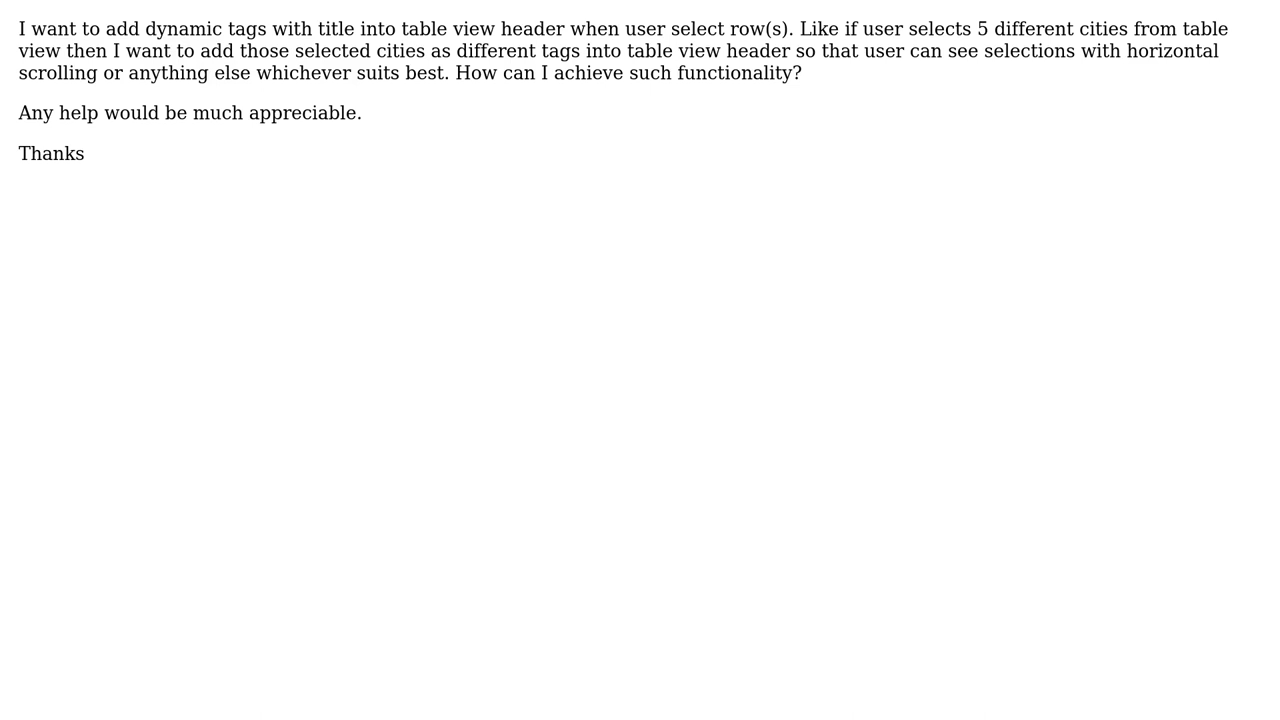 I want to add dynamic tags with title into table view header when user select row(s). Like if user selects 5 different cities from table
view then I want to add those selected cities as different tags into table view header so that user can see selections with horizontal
scrolling or anything else whichever suits best. How can I achieve such functionality?
Any help would be much appreciable.
Thanks